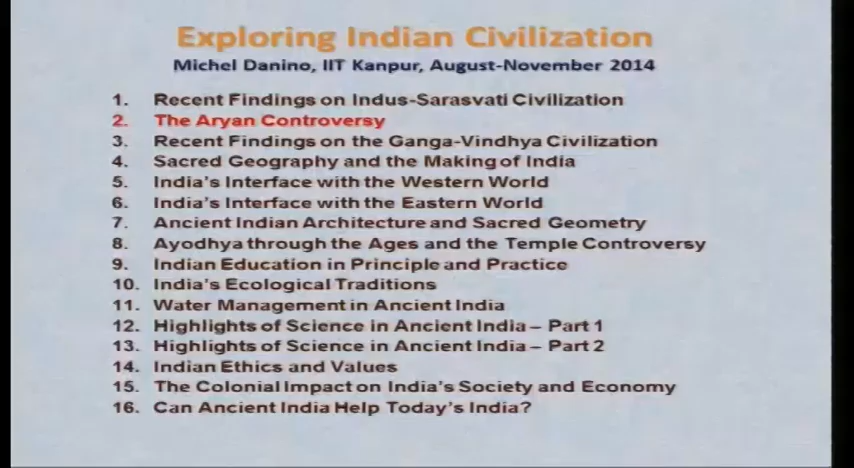 Exploring Indian Civilization
Michel Danino, IIT Kanpur, August-November 2014
1. Recent Findings on Indus-Sarasvati Civilization
2. The Aryan Controversy
3. Recent Findings on the Ganga-Vindhya Civilization
4. Sacred Geography and the Making of India
5. India's Interface with the Western World
6. India's Interface with the Eastern World
7. Ancient Indian Architecture and Sacred Geometry
8. Ayodhya through the Ages and the Temple Controversy
9. Indian Education in Principle and Practice
10. India's Ecological Traditions
11. Water Management in Ancient India
12. Highlights of Science in Ancient India – Part 1
13. Highlights of Science in Ancient India – Part 2
14. Indian Ethics and Values
15. The Colonial Impact on India's Society and Economy
16. Can Ancient India Help Today's India?